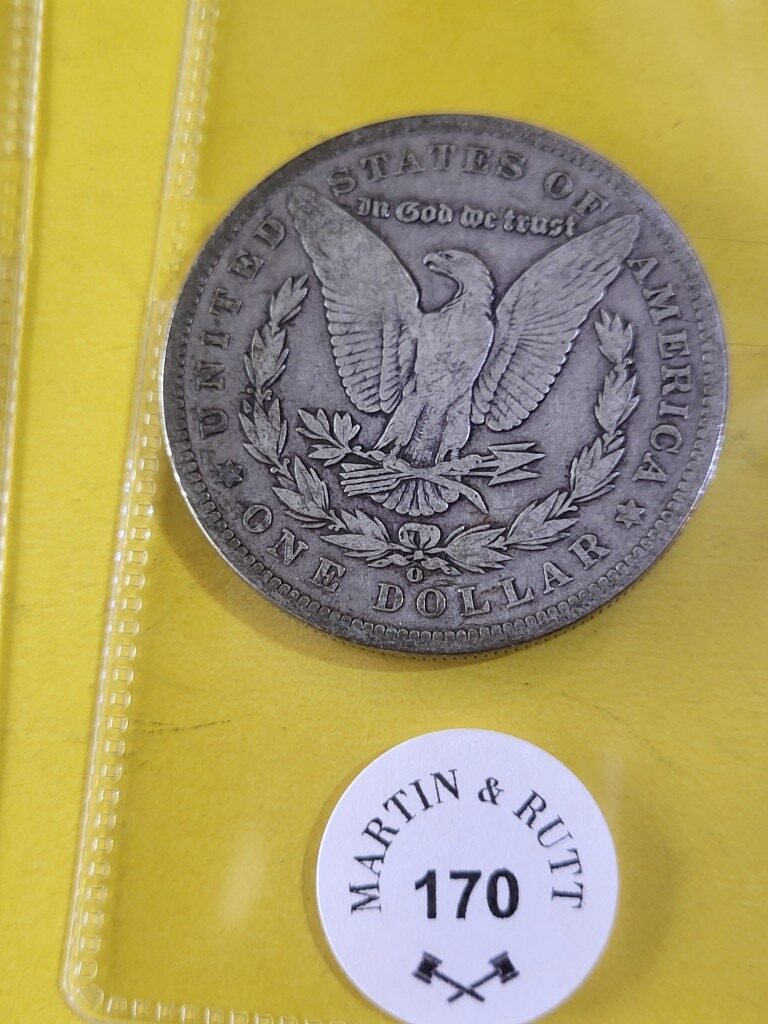 UNITED STATES OF AMERICA
In God we trust
O
ONE DOLLAR
MARTIN & RUTT
170